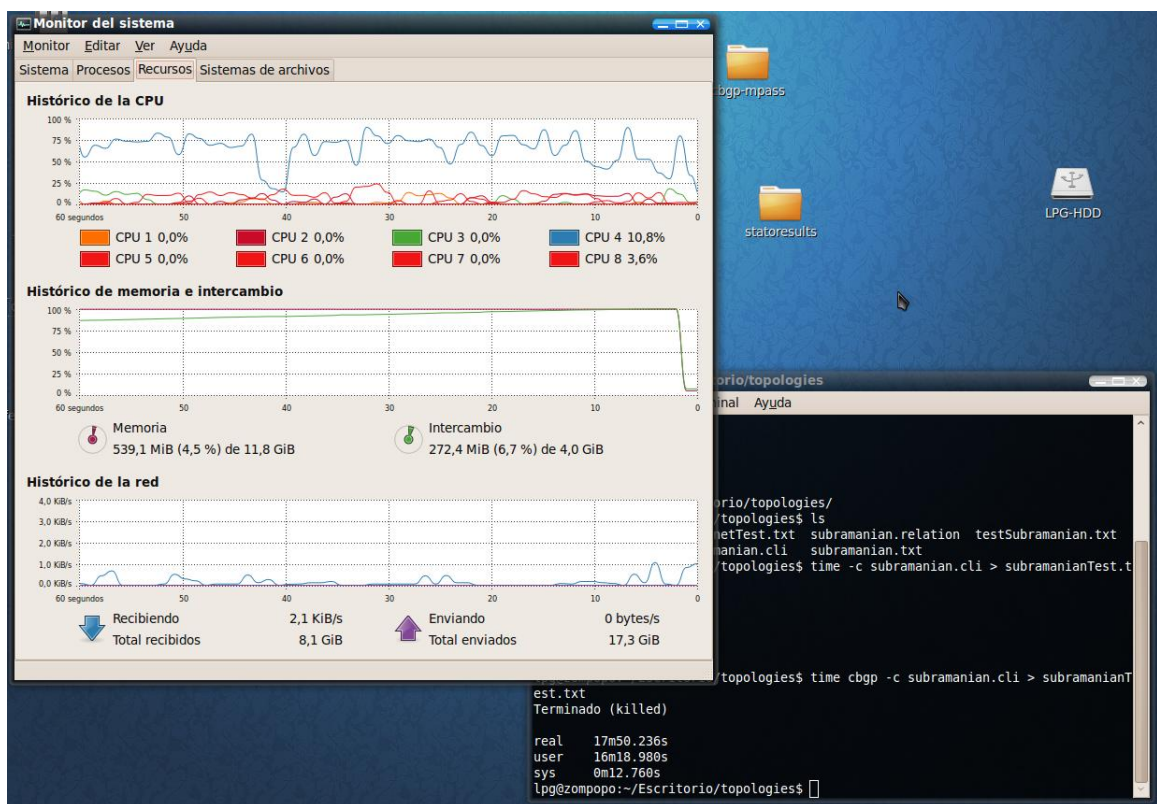 Monitor del sistema
Monitor Editar Ver Ayuda
Sistema Procesos Recursos Sistemas de archivos
Histórico de la CPU
100 %
75 %
50 %
25 %
0 %
60 segundos 50 40 30 20 10 0
CPU 1 0,0% CPU 2 0,0% CPU 3 0,0% CPU 4 10,8%
CPU 5 0,0% CPU 6 0,0% CPU 7 0,0% CPU 8 3,6%
Histórico de memoria e intercambio
100 %
75 %
50 %
25 %
0 %
60 segundos 50 40 30 20 10 0
Memoria Intercambio
539,1 MiB (4,5 %) de 11,8 GiB 272,4 MiB (6,7 %) de 4,0 GiB
Histórico de la red
4,0 KiB/s
3,0 KiB/s
2,0 KiB/s
1,0 KiB/s
0,0 KiB/s
60 segundos 50 40 30 20 10 0
Recibiendo 2,1 KiB/s Enviando 0 bytes/s
Total recibidos 8,1 GiB Total enviados 17,3 GiB
cbgp-mpass
statoresults
LPG-HDD
orio/topologies
inal Ayuda
orio/topologies/
/topologies$ ls
netTest.txt subramanian.relation testSubramanian.txt
manian.cli subramanian.txt
/topologies$ time -c subramanian.cli > subramanianTest.t
/topologies$ time cbgp -c subramanian.cli > subramanianT
est.txt
Terminado (killed)
real 17m50.236s
user 16m18.980s
sys 0m12.760s
lpg@zompopo:~/Escritorio/topologies$